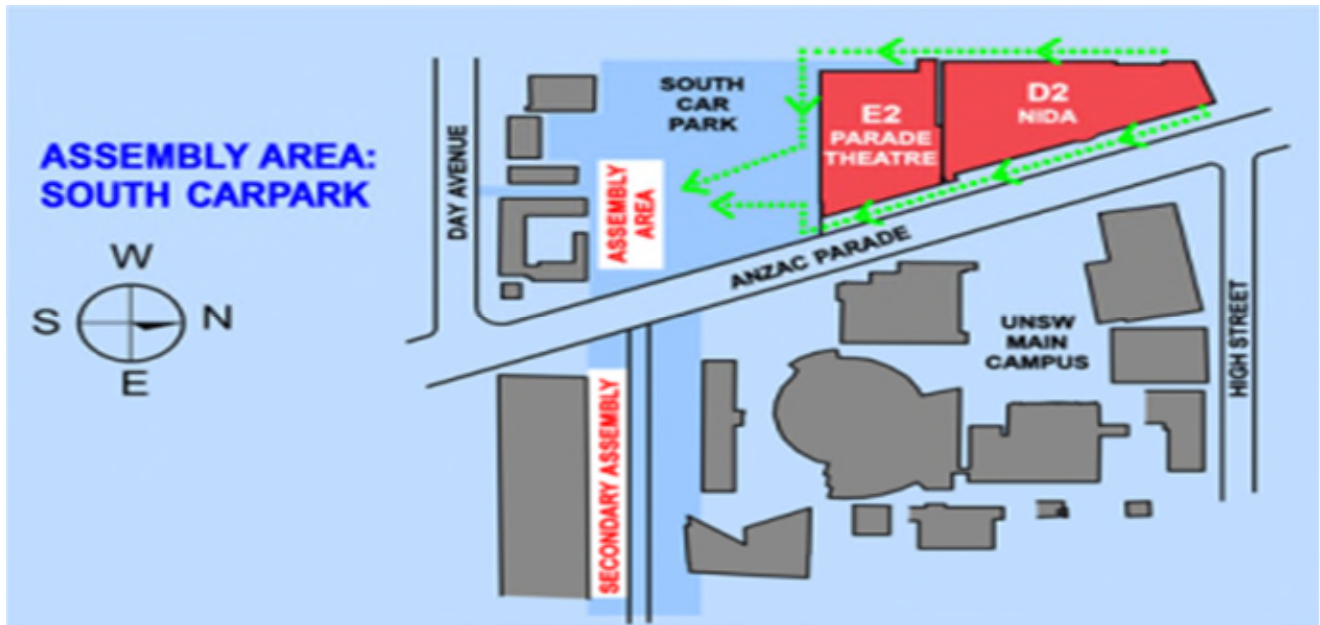 ASSEMBLY AREA:
SOUTH CARPARK
W
S
N
E
DAY AVENUE
SOUTH
CAR
PARK
ASSEMBLY
AREA
E2
PARADE
THEATRE
D2
NIDA
ANZAC PARADE
UNSW
MAIN
CAMPUS
HIGH STREET
SECONDARY ASSEMBLY